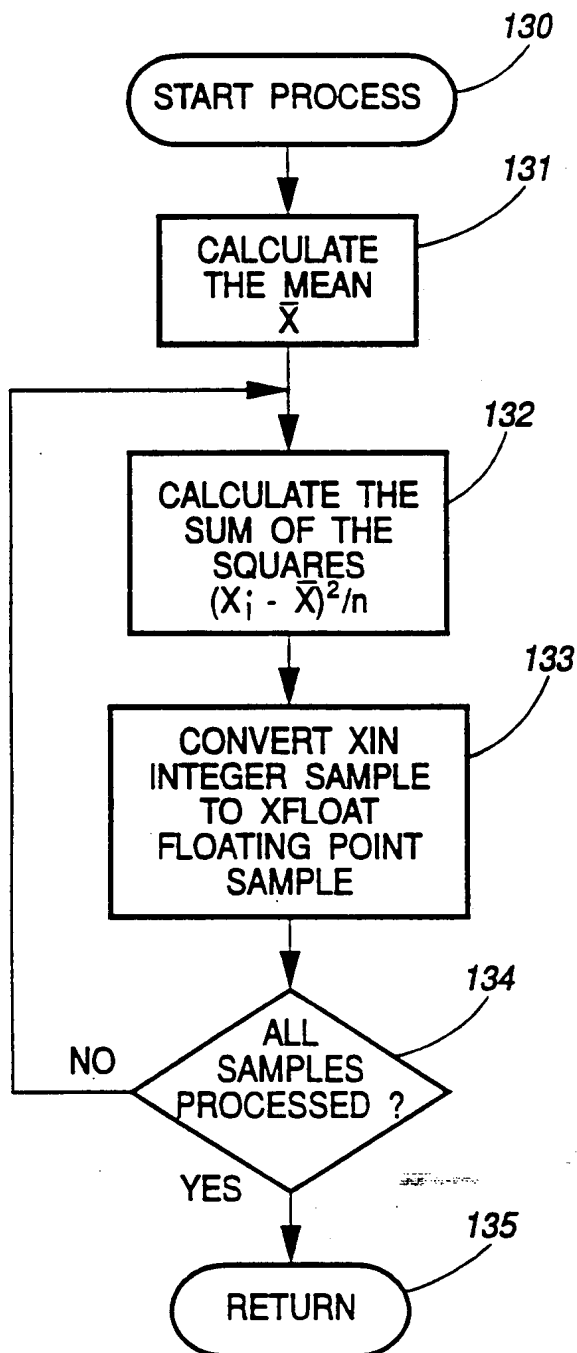 130
START PROCESS
131
CALCULATE
THE MEAN
X̅
132
CALCULATE THE
SUM OF THE
SQUARES
(Xi - X̅)²/n
133
CONVERT XIN
INTEGER SAMPLE
TO XFLOAT
FLOATING POINT
SAMPLE
134
ALL
SAMPLES
PROCESSED ?
NO
YES
135
RETURN